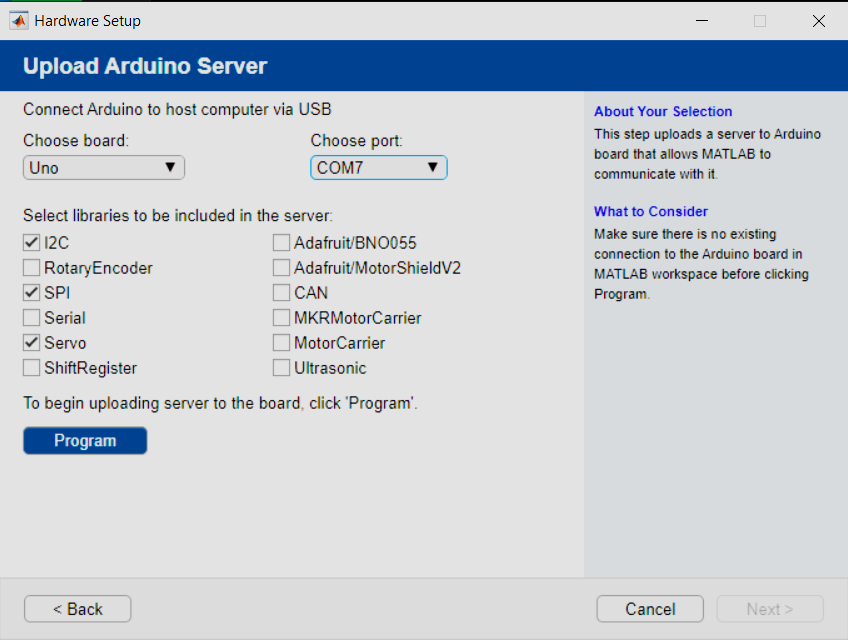 Hardware Setup
Upload Arduino Server
Connect Arduino to host computer via USB
Choose board:
Choose port:
Uno
COM7
Select libraries to be included in the server:
I2C
RotaryEncoder
SPI
Serial
Servo
ShiftRegister
Adafruit/BNO055
Adafruit/MotorShieldV2
CAN
MKRMotorCarrier
MotorCarrier
Ultrasonic
To begin uploading server to the board, click 'Program'.
Program
About Your Selection
This step uploads a server to Arduino
board that allows MATLAB to
communicate with it.
What to Consider
Make sure there is no existing
connection to the Arduino board in
MATLAB workspace before clicking
Program.
< Back
Cancel
Next >